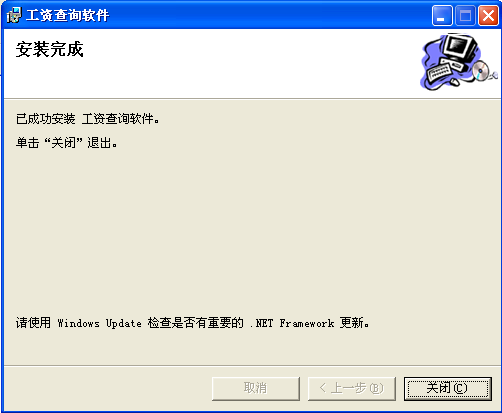 工资查询软件
安装完成
已成功安装 工资查询软件。
单击“关闭”退出。
请使用 Windows Update 检查是否有重要的 .NET Framework 更新。
取消
< 上一步(B)
关闭(C)